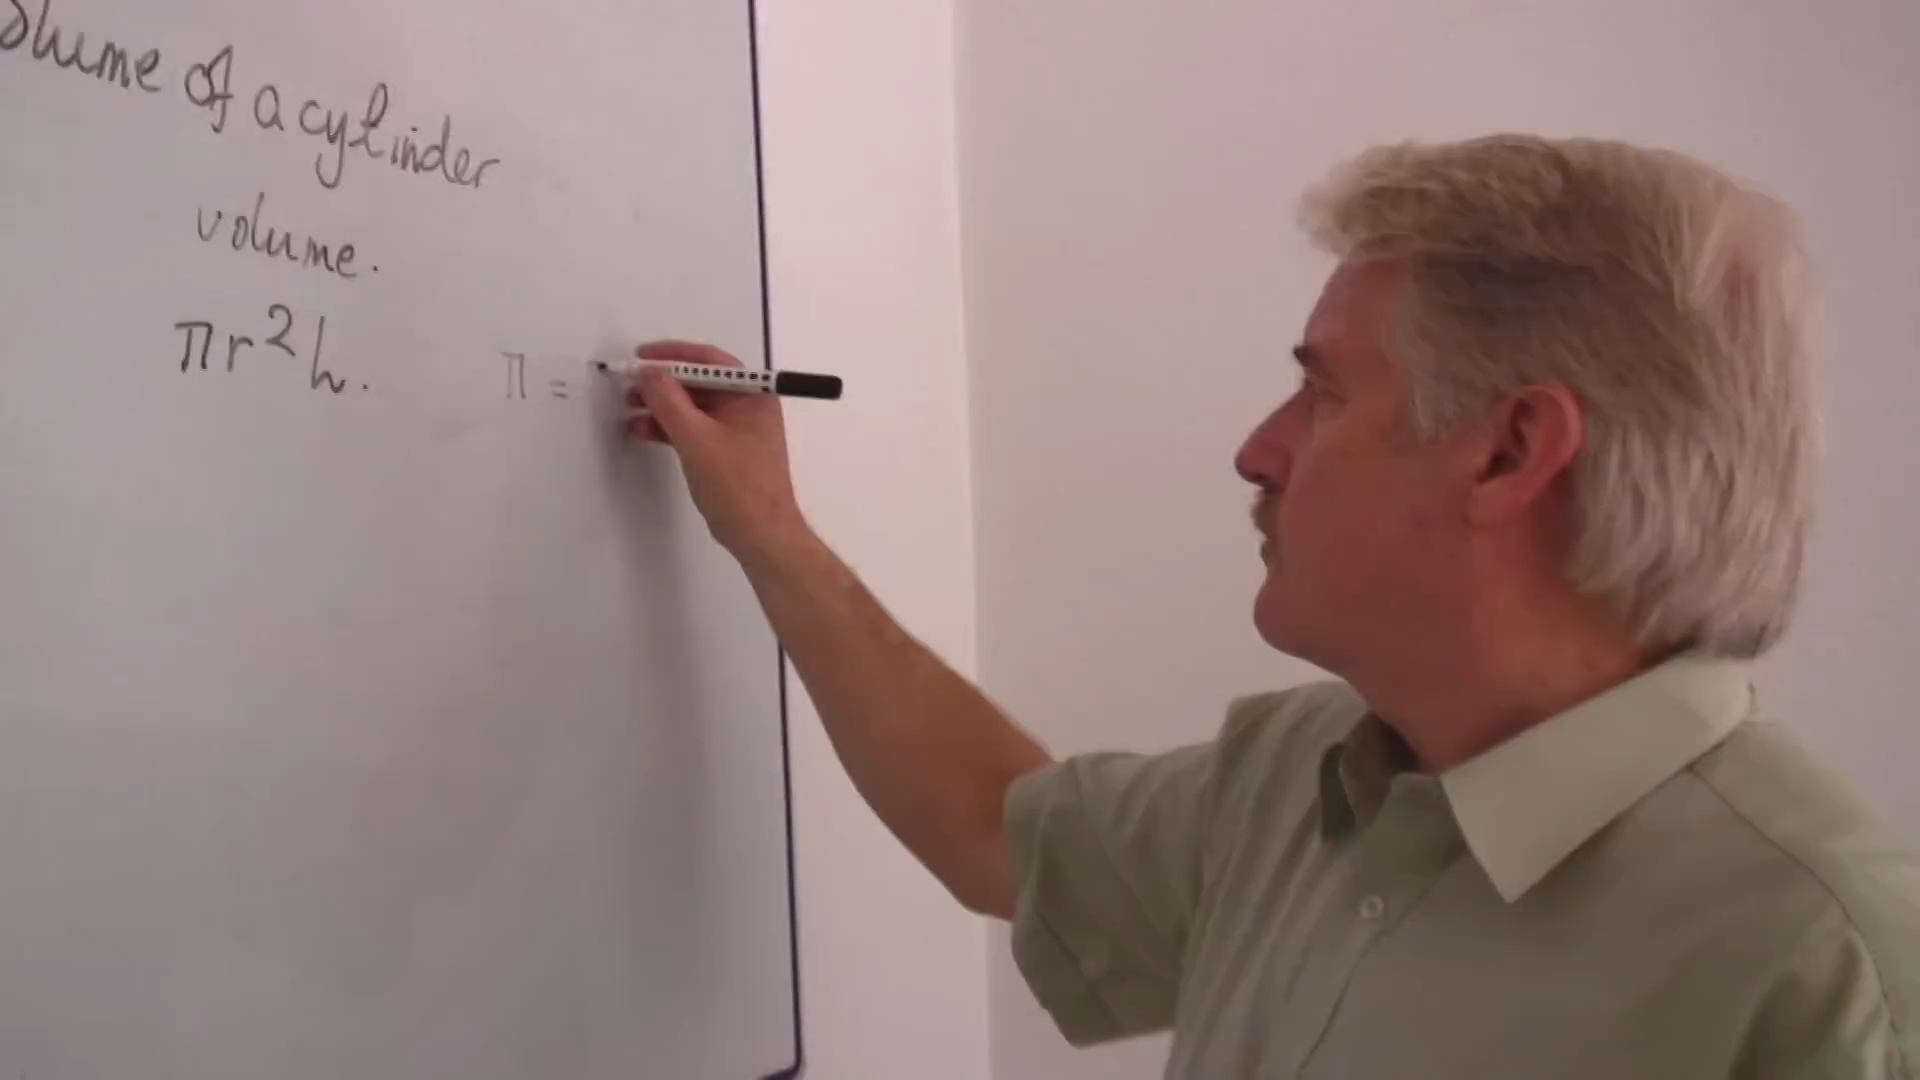 olume of a cylinder
volume.
πr²h.
π =